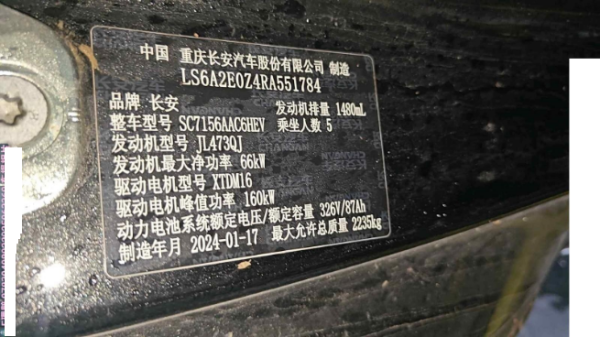 中国 重庆长安汽车股份有限公司 制造
LS6A2E0Z4RA551784
品牌 长安 发动机排量 1480mL
整车型号 SC7156AAC6HEV 乘坐人数 5
发动机型号 JL473QJ
发动机最大净功率 66kW
驱动电机型号 XTDM16
驱动电机峰值功率 160kW
动力电池系统额定电压/额定容量 326V/87Ah
制造年月 2024-01-17 最大允许总质量 2235kg